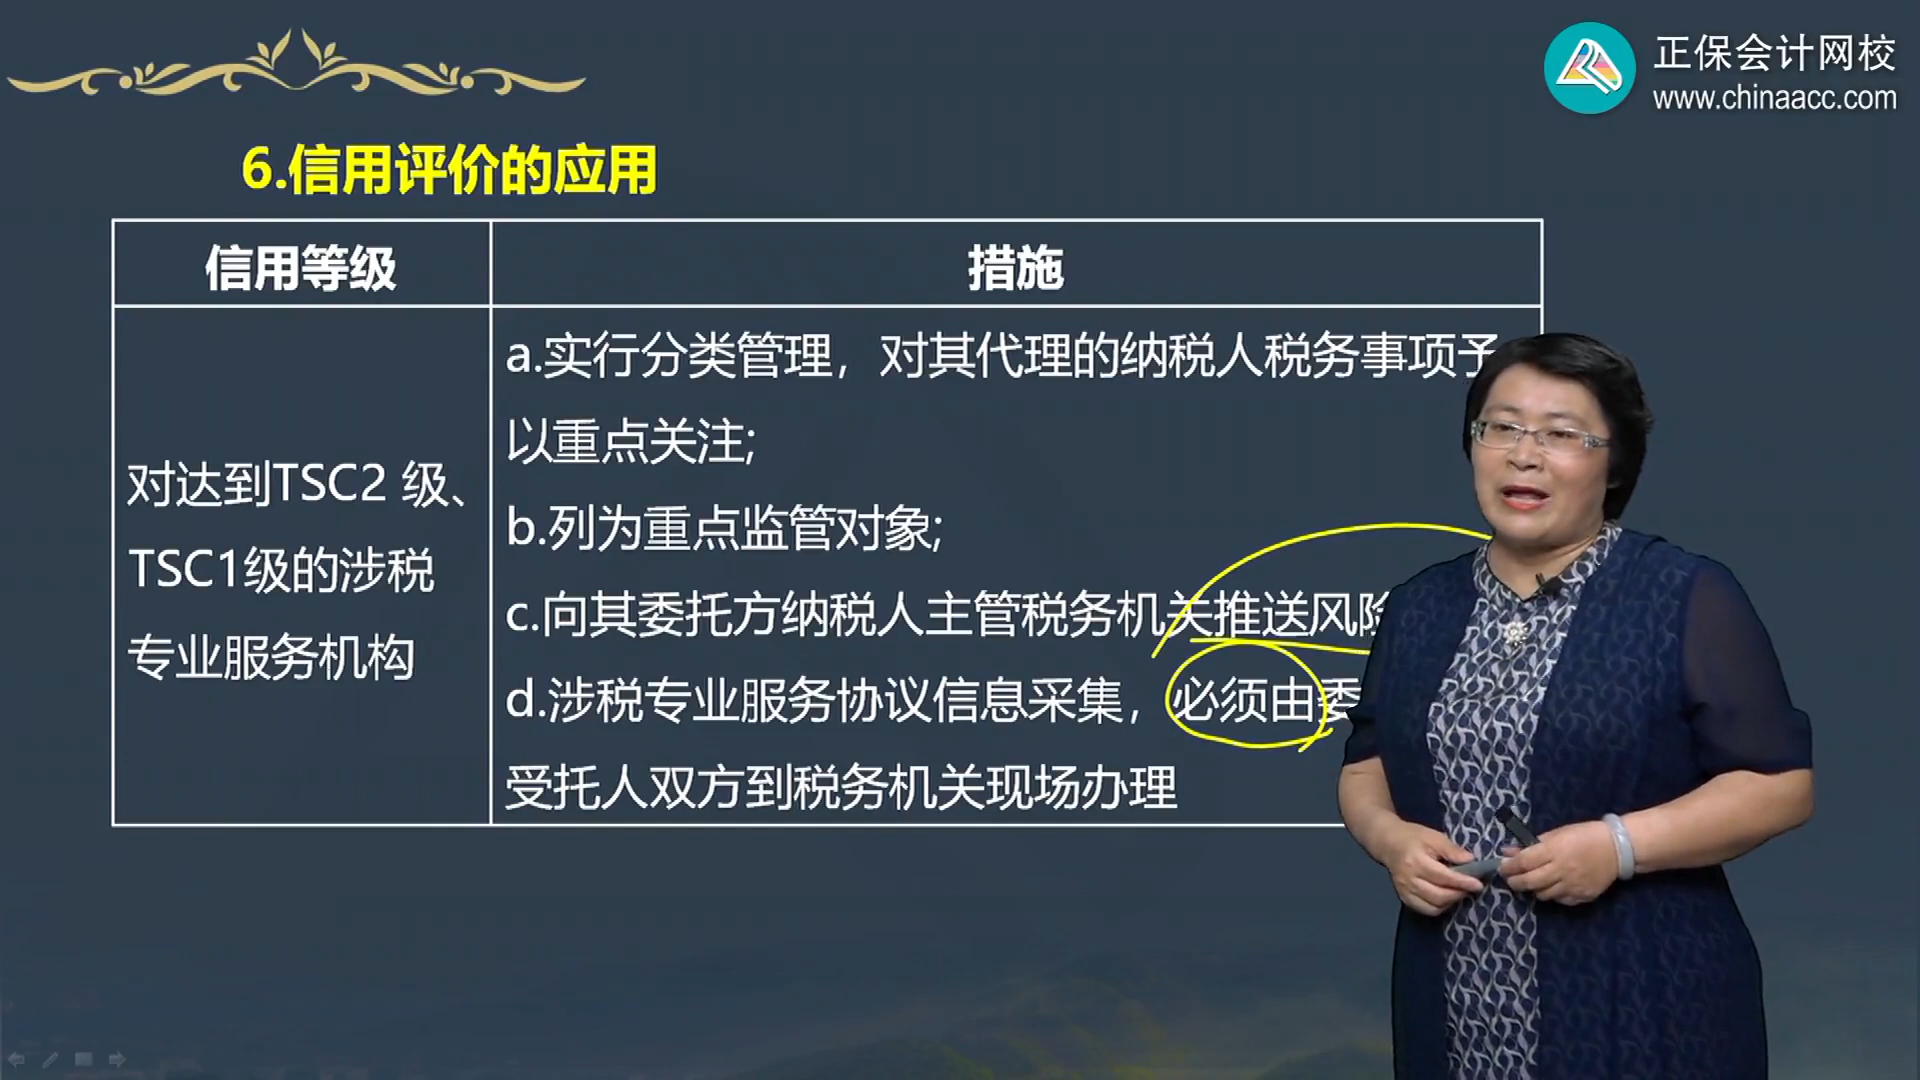 正保会计网校
www.chinaacc.com
6.信用评价的应用
信用等级
措施
对达到TSC2 级、
TSC1级的涉税
专业服务机构
a.实行分类管理，对其代理的纳税人税务事项予
以重点关注;
b.列为重点监管对象;
c.向其委托方纳税人主管税务机关推送风险
d.涉税专业服务协议信息采集，必须由委
受托人双方到税务机关现场办理